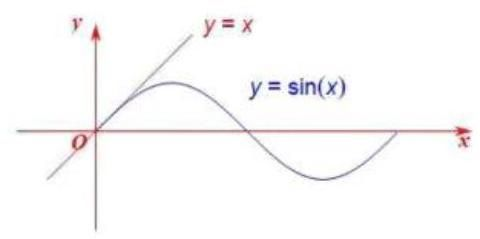 y
y = x
y = sin(x)
O
x